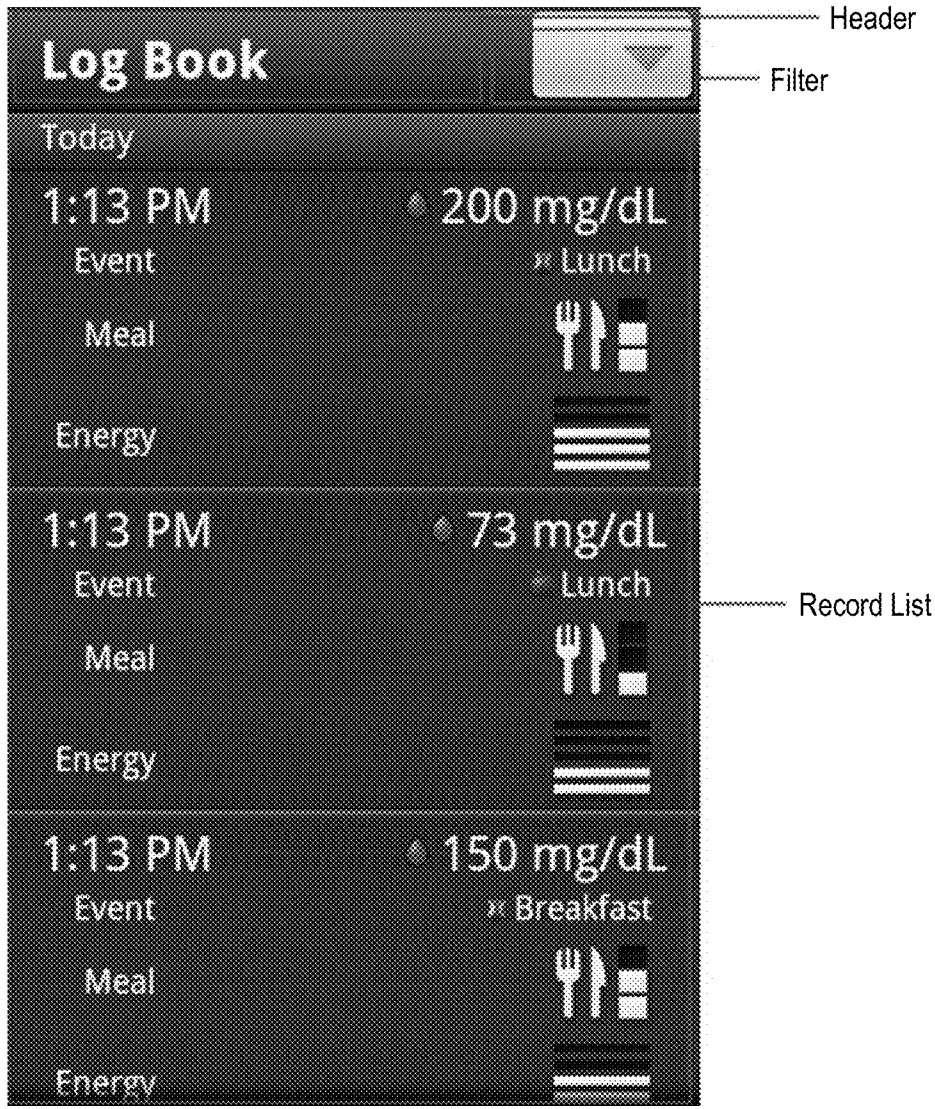 Header
Log Book
Filter
Today
1:13 PM 200 mg/dL
Event Lunch
Meal
Energy
1:13 PM 73 mg/dL
Event Lunch
Record List
Meal
Energy
1:13 PM 150 mg/dL
Event Breakfast
Meal
Energy